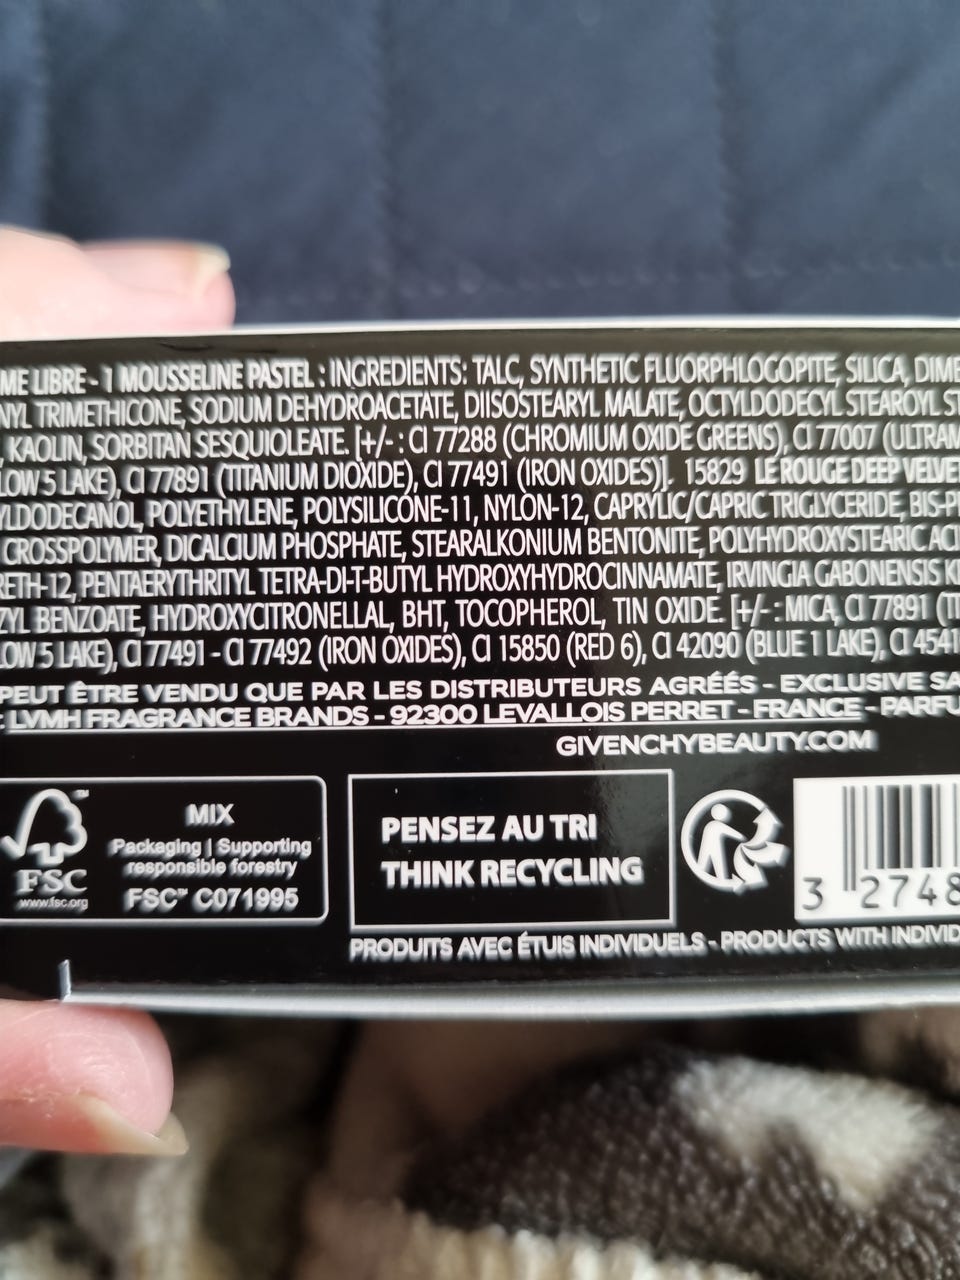 ME LIBRE - 1 MOUSSELINE PASTEL : INGREDIENTS: TALC, SYNTHETIC FLUORPHLOGOPITE, SILICA, DIME
NYL TRIMETHICONE, SODIUM DEHYDROACETATE, DIISOSTEARYL MALATE, OCTYLDODECYL STEAROYL ST
, KAOLIN, SORBITAN SESQUIOLEATE. [+/- : CI 77288 (CHROMIUM OXIDE GREENS), CI 77007 (ULTRAM
LOW 5 LAKE), CI 77891 (TITANIUM DIOXIDE), CI 77491 (IRON OXIDES)]. 15829 LE ROUGE DEEP VELVET
YLDODECANOL, POLYETHYLENE, POLYSILICONE-11, NYLON-12, CAPRYLIC/CAPRIC TRIGLYCERIDE, BIS-P
CROSSPOLYMER, DICALCIUM PHOSPHATE, STEARALKONIUM BENTONITE, POLYHYDROXYSTEARIC ACI
RETH-12, PENTAERYTHRITYL TETRA-DI-T-BUTYL HYDROXYHYDROCINNAMATE, IRVINGIA GABONENSIS K
ZYL BENZOATE, HYDROXYCITRONELLAL, BHT, TOCOPHEROL, TIN OXIDE. [+/- : MICA, CI 77891 (TI
OW 5 LAKE), CI 77491 - CI 77492 (IRON OXIDES), CI 15850 (RED 6), CI 42090 (BLUE 1 LAKE), CI 4541
PEUT ÊTRE VENDU QUE PAR LES DISTRIBUTEURS AGRÉÉS - EXCLUSIVE SA
: LVMH FRAGRANCE BRANDS - 92300 LEVALLOIS PERRET - FRANCE - PARFU
GIVENCHYBEAUTY.COM
FSC
www.fsc.org
MIX
Packaging | Supporting
responsible forestry
FSC™ C071995
PENSEZ AU TRI
THINK RECYCLING
3 2748
PRODUITS AVEC ÉTUIS INDIVIDUELS - PRODUCTS WITH INDIVID